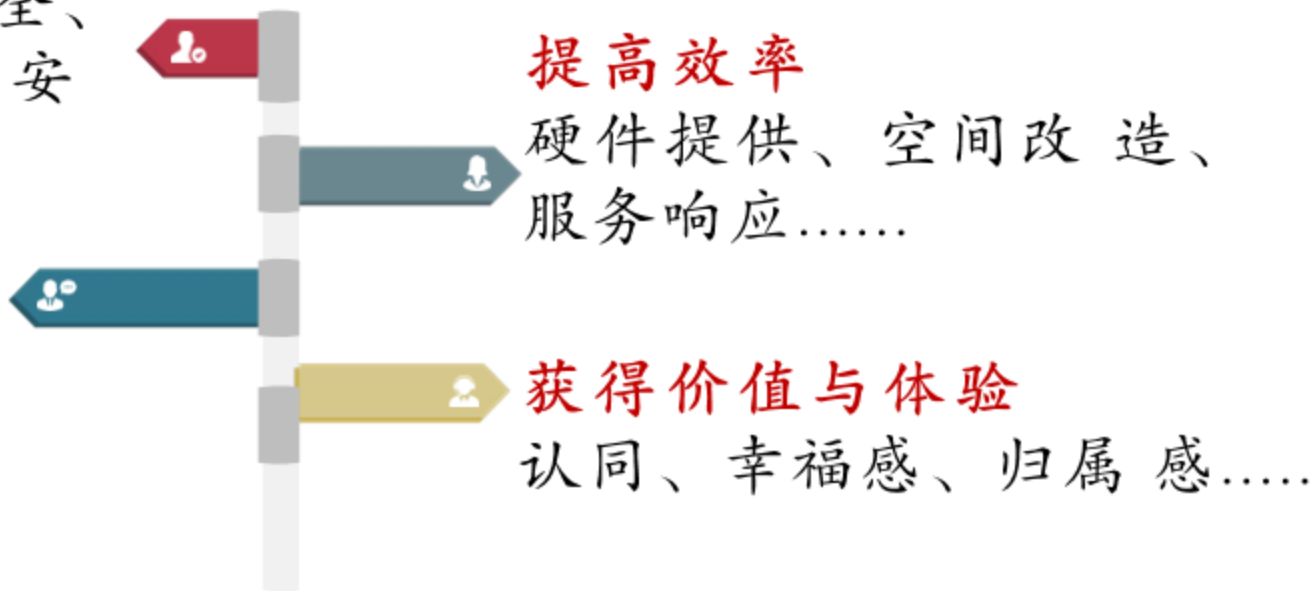 全、
安
提高效率
硬件提供、空间改 造、
服务响应……
获得价值与体验
认同、幸福感、归属 感.....